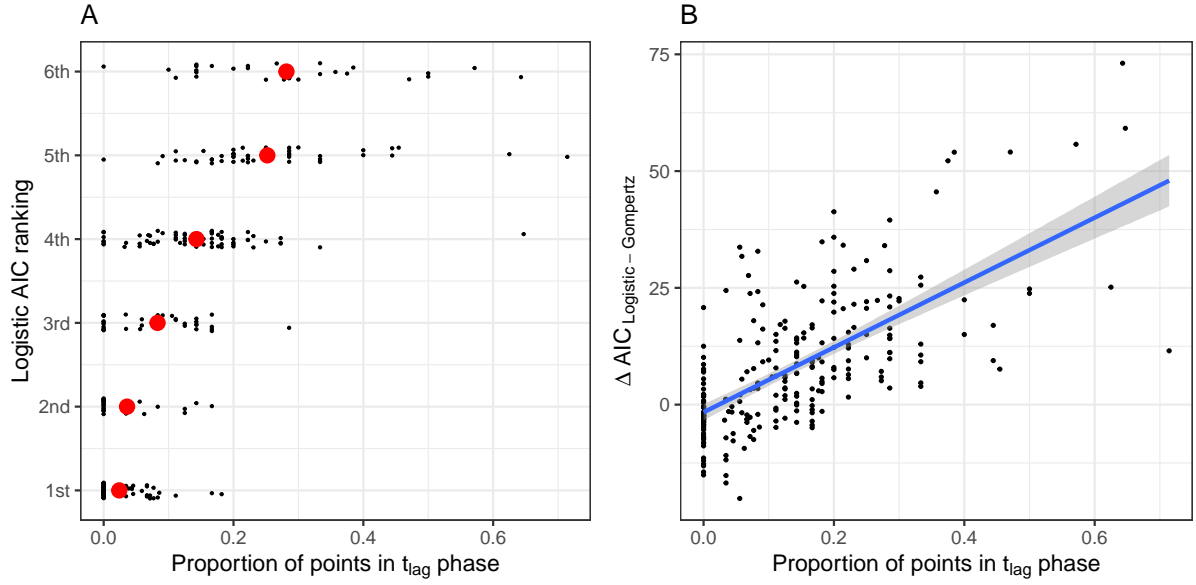 A
Logistic AIC ranking
6th
5th
4th
3rd
2nd
1st
0.0 0.2 0.4 0.6
Proportion of points in tlag phase
B
Δ AIC Logistic − Gompertz
75
50
25
0
0.0 0.2 0.4 0.6
Proportion of points in tlag phase